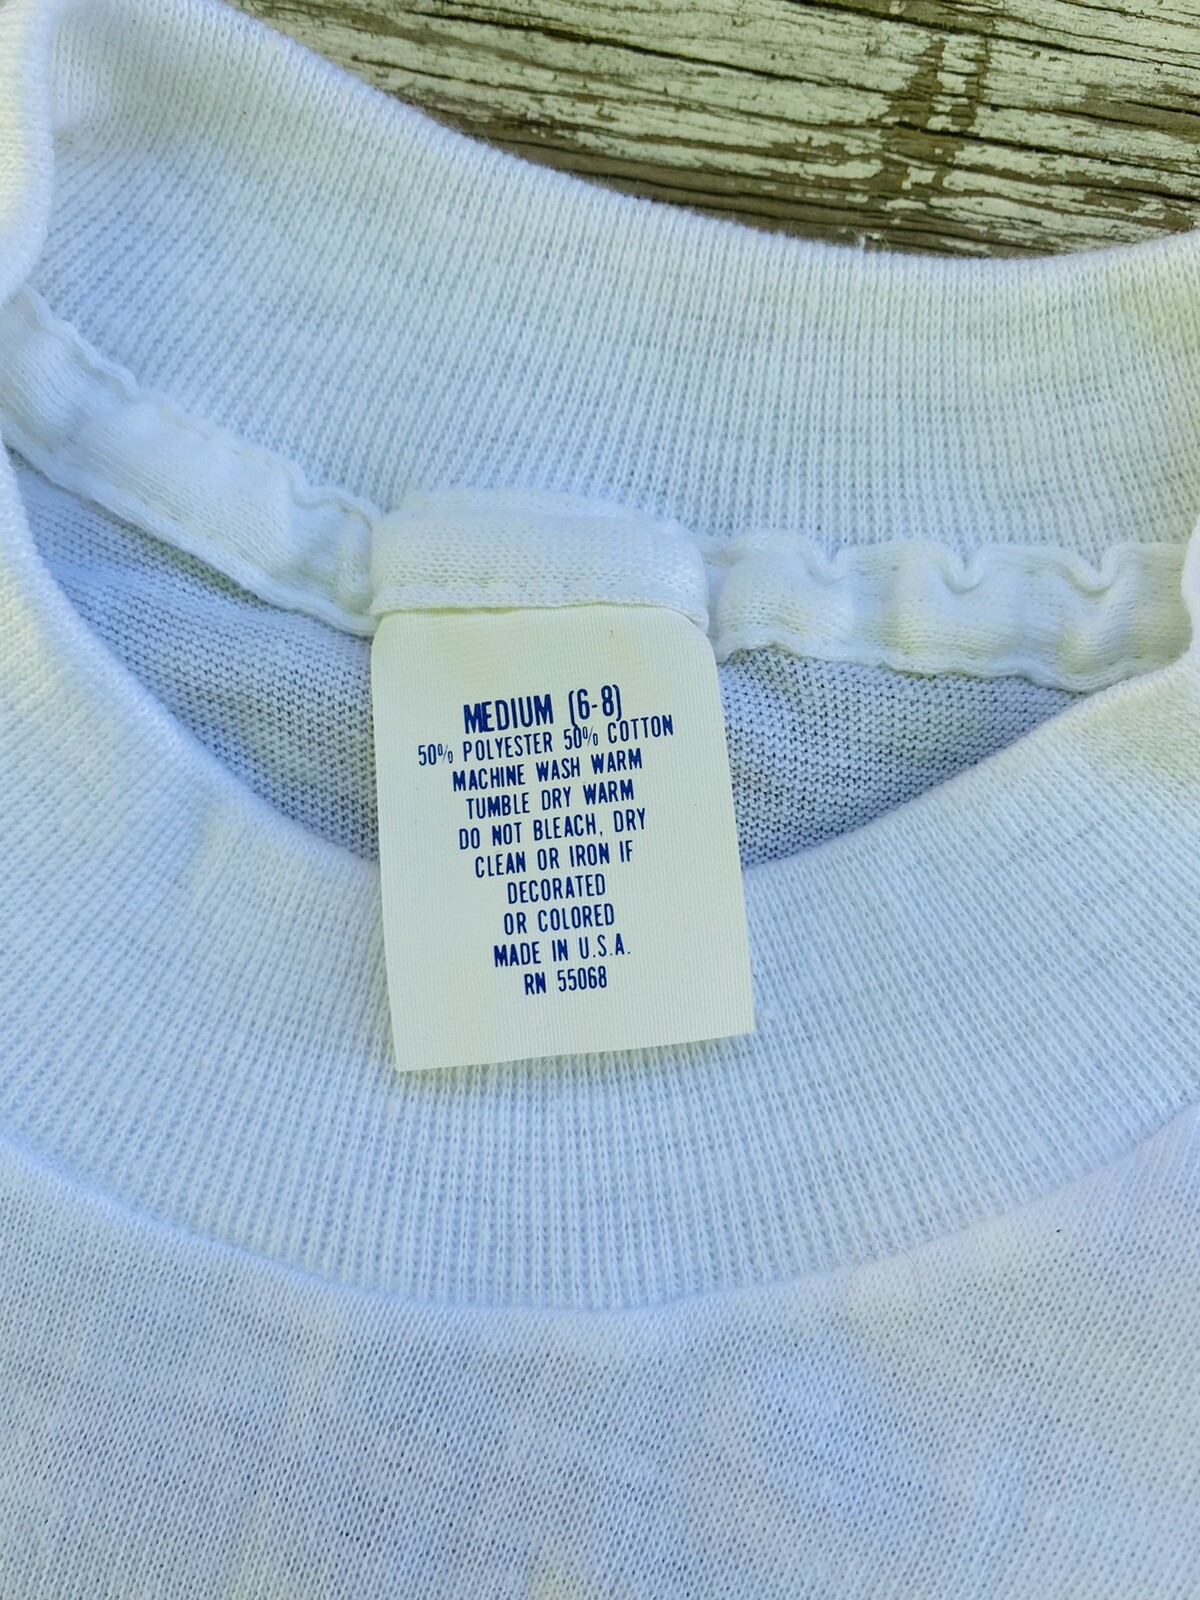 MEDIUM (6-8)
50% POLYESTER 50% COTTON
MACHINE WASH WARM
TUMBLE DRY WARM
DO NOT BLEACH, DRY
CLEAN OR IRON IF
DECORATED
OR COLORED
MADE IN U.S.A.
RN 55068